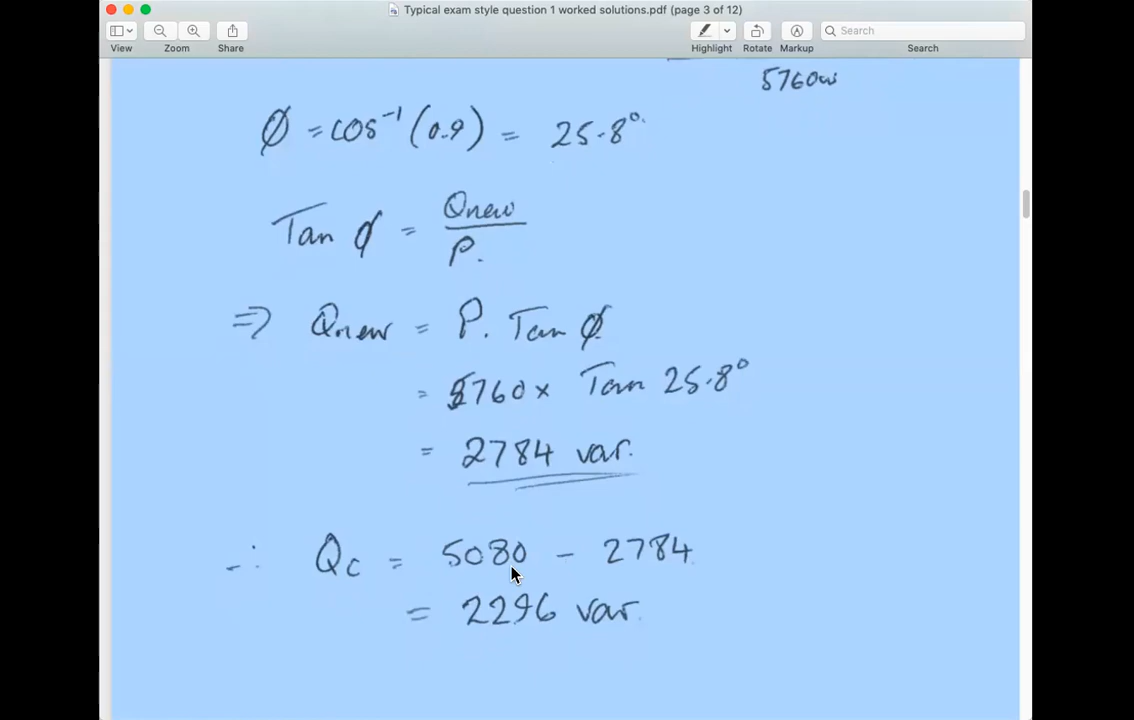 Typical exam style question 1 worked solutions.pdf (page 3 of 12)
View Zoom Share Highlight Rotate Markup Search Search
5760w
Ø = cos⁻¹ (0.9) = 25.8°
Tan Ø = Qnew / P.
⇒ Qnew = P. Tan Ø
= 5760 × Tan 25.8°
= 2784 var.
∴ Qc = 5080 - 2784
= 2296 var.